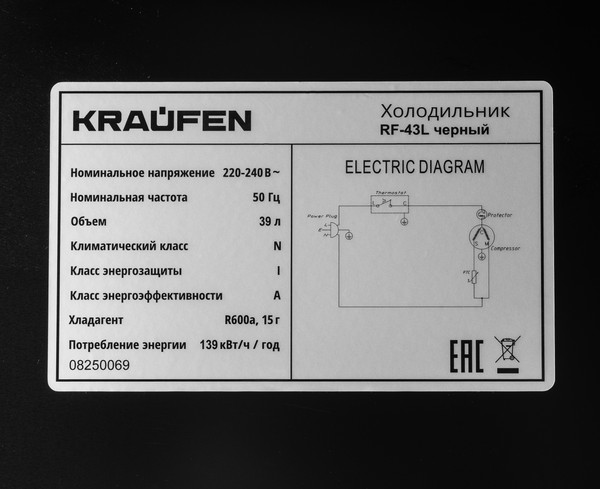 KRAÜFEN
Холодильник
RF-43L черный
Номинальное напряжение 220-240 В ~
Номинальная частота 50 Гц
Объем 39 л
Климатический класс N
Класс энергозащиты I
Класс энергоэффективности A
Хладагент R600a, 15 г
Потребление энергии 139 кВт/ч / год
08250069
ELECTRIC DIAGRAM
Thermostat
Power Plug
L
E
N
C
Protector
C
S M
Compressor
PTC
EAC